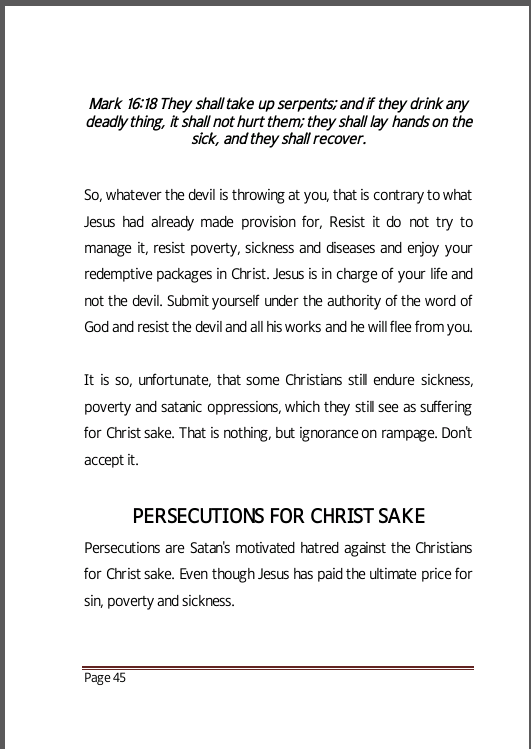 Mark 16:18 They shall take up serpents; and if they drink any
deadly thing, it shall not hurt them; they shall lay hands on the
sick, and they shall recover.
So, whatever the devil is throwing at you, that is contrary to what
Jesus had already made provision for, Resist it do not try to
manage it, resist poverty, sickness and diseases and enjoy your
redemptive packages in Christ. Jesus is in charge of your life and
not the devil. Submit yourself under the authority of the word of
God and resist the devil and all his works and he will flee from you.
It is so, unfortunate, that some Christians still endure sickness,
poverty and satanic oppressions, which they still see as suffering
for Christ sake. That is nothing, but ignorance on rampage. Don't
accept it.
PERSECUTIONS FOR CHRIST SAKE
Persecutions are Satan's motivated hatred against the Christians
for Christ sake. Even though Jesus has paid the ultimate price for
sin, poverty and sickness.
Page 45